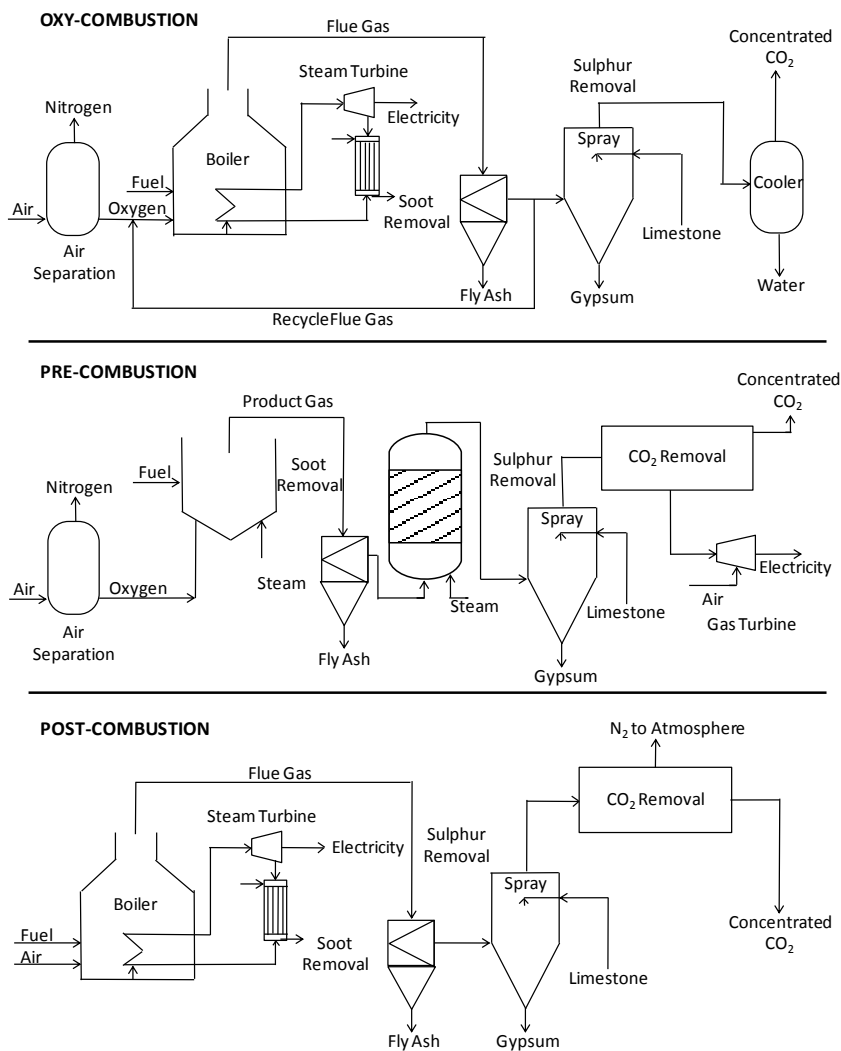 OXY-COMBUSTION
Flue Gas
Concentrated
CO2
Steam Turbine
Sulphur
Removal
Nitrogen
Electricity
Spray
Boiler
Fuel
Cooler
Air
Oxygen
Soot
Removal
Limestone
Air
Separation
Fly Ash
Gypsum
Water
RecycleFlue Gas
PRE-COMBUSTION
Concentrated
CO2
Product Gas
Soot
Removal
Sulphur
Removal
CO2 Removal
Fuel
Nitrogen
Spray
Steam
Electricity
Air
Oxygen
Steam
Limestone
Air
Gas Turbine
Air
Separation
Fly Ash
Gypsum
POST-COMBUSTION
N2 to Atmosphere
Flue Gas
CO2 Removal
Steam Turbine
Sulphur
Removal
Electricity
Spray
Boiler
Fuel
Air
Soot
Removal
Concentrated
CO2
Limestone
Fly Ash
Gypsum